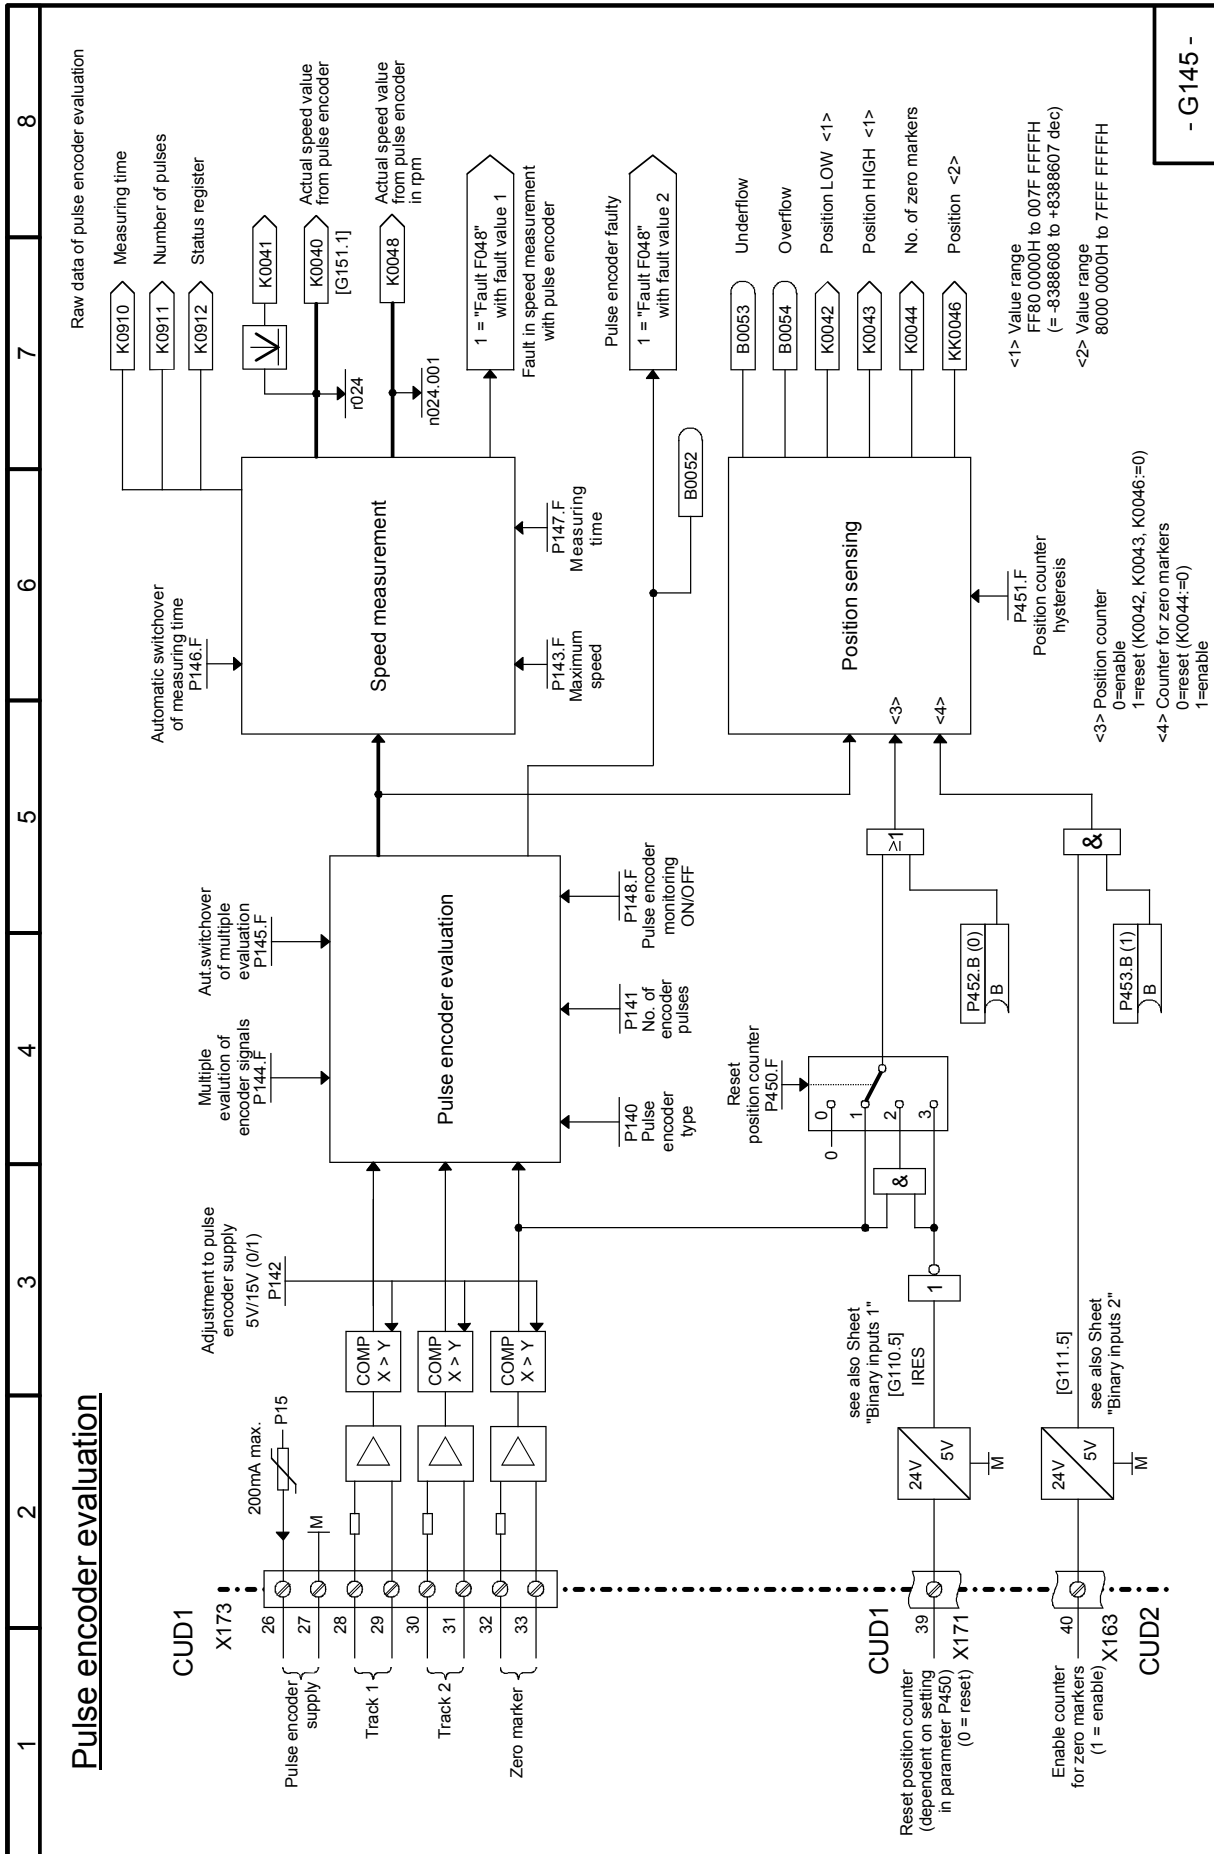 Pulse encoder evaluation
1
2
3
4
5
6
7
8
CUD1
X173
Pulse encoder
supply
Track 1
Track 2
Zero marker
26
27
28
29
30
31
32
33
200mA max.
P15
M
Adjustment to pulse
encoder supply
5V/15V (0/1)
P142
COMP
X > Y
COMP
X > Y
COMP
X > Y
Multiple
evalution of
encoder signals
P144.F
Aut.switchover
of multiple
evaluation
P145.F
Pulse encoder evaluation
P140
Pulse
encoder
type
P141
No. of
encoder
pulses
P148.F
Pulse encoder
monitoring
ON/OFF
Automatic switchover
of measuring time
P146.F
Speed measurement
P143.F
Maximum
speed
P147.F
Measuring
time
Raw data of pulse encoder evaluation
K0910
Measuring time
K0911
Number of pulses
K0912
Status register
K0041
K0040
[G151.1]
Actual speed value
from pulse encoder
r024
K0048
Actual speed value
from pulse encoder
in rpm
n024.001
1 = "Fault F048"
with fault value 1
Fault in speed measurement
with pulse encoder
Pulse encoder faulty
1 = "Fault F048"
with fault value 2
B0052
Reset
position counter
P450.F
0
0
1
2
3
&
≥1
P452.B (0)
B
&
P453.B (1)
B
Position sensing
<3>
<4>
P451.F
Position counter
hysteresis
B0053
Underflow
B0054
Overflow
K0042
Position LOW <1>
K0043
Position HIGH <1>
K0044
No. of zero markers
KK0046
Position <2>
<1> Value range
FF80 0000H to 007F FFFFH
(= -8388608 to +8388607 dec)
<2> Value range
8000 0000H to 7FFF FFFFH
<3> Position counter
0=enable
1=reset (K0042, K0043, K0046:=0)
<4> Counter for zero markers
0=reset (K0044:=0)
1=enable
CUD1
Reset position counter
(dependent on setting
in parameter P450)
(0 = reset)
39
X171
24V
5V
M
see also Sheet
"Binary inputs 1"
[G110.5]
IRES
1
Enable counter
for zero markers
(1 = enable)
40
X163
CUD2
24V
5V
M
[G111.5]
see also Sheet
"Binary inputs 2"
- G145 -